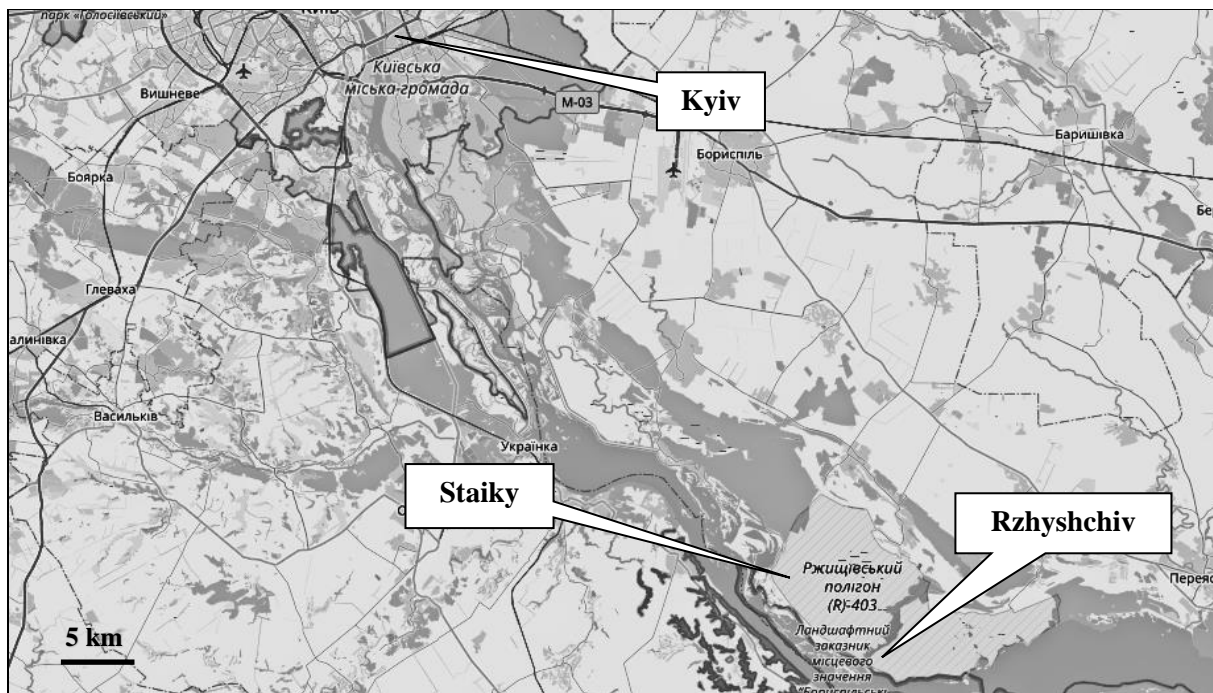 парк «Голосіївський»
КИЇВ
Київська
міська-громада
Вишневе
Kyiv
M-03
Баришівка
Бориспіль
Боярка
Глеваха
алинівка
Васильків
Українка
Staiky
Rzhyshchiv
Ржищівський
полігон
(R)-403
Ландшафтний
заказник
місцевого
значення
5 km